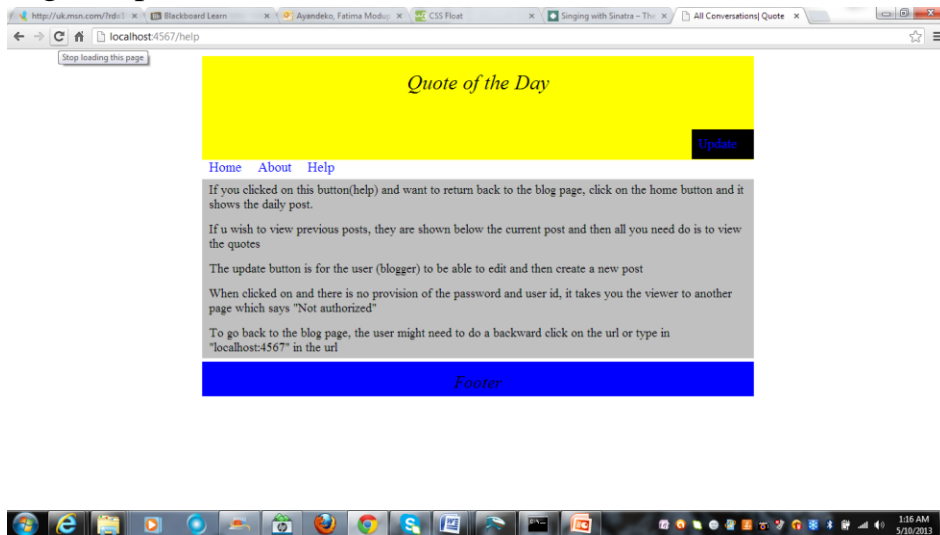 http://uk.msn.com/?rd=1
Blackboard Learn
Ayandeko, Fatima Modup
CSS Float
Singing with Sinatra – The
All Conversations| Quote
localhost:4567/help
Stop loading this page
Quote of the Day
Update
Home About Help
If you clicked on this button(help) and want to return back to the blog page, click on the home button and it
shows the daily post.
If u wish to view previous posts, they are shown below the current post and then all you need do is to view
the quotes
The update button is for the user (blogger) to be able to edit and then create a new post
When clicked on and there is no provision of the password and user id, it takes you the viewer to another
page which says "Not authorized"
To go back to the blog page, the user might need to do a backward click on the url or type in
"localhost:4567" in the url
Footer
1:16 AM
5/10/2013